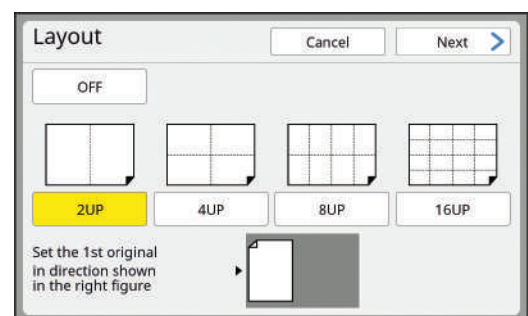 Layout
Cancel
Next
OFF
2UP
4UP
8UP
16UP
Set the 1st original
in direction shown
in the right figure